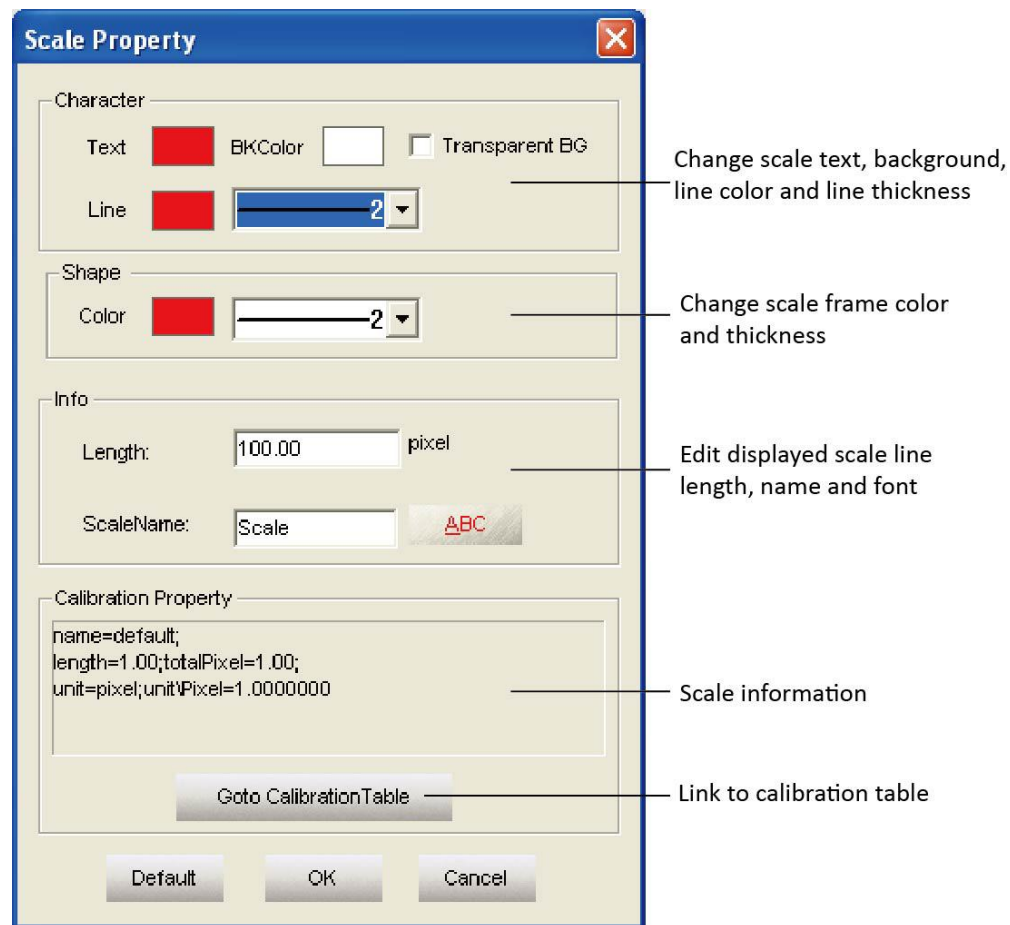 Scale Property
Character
Text BKColor Transparent BG
Line 2
Change scale text, background,
line color and line thickness
Shape
Color 2
Change scale frame color
and thickness
Info
Length: 100.00 pixel
ScaleName: Scale ABC
Edit displayed scale line
length, name and font
Calibration Property
name=default;
length=1.00;totalPixel=1.00;
unit=pixel;unit\Pixel=1.0000000
Scale information
Goto CalibrationTable
Link to calibration table
Default OK Cancel